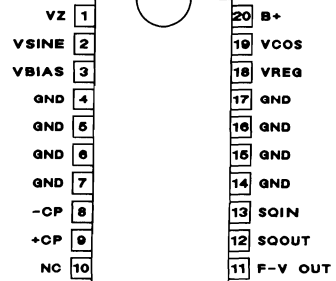 VZ 1 20 B+
VSINE 2 19 VCOS
VBIAS 3 18 VREG
GND 4 17 GND
GND 5 16 GND
GND 6 15 GND
GND 7 14 GND
-CP 8 13 SQIN
+CP 9 12 SQOUT
NC 10 11 F-V OUT